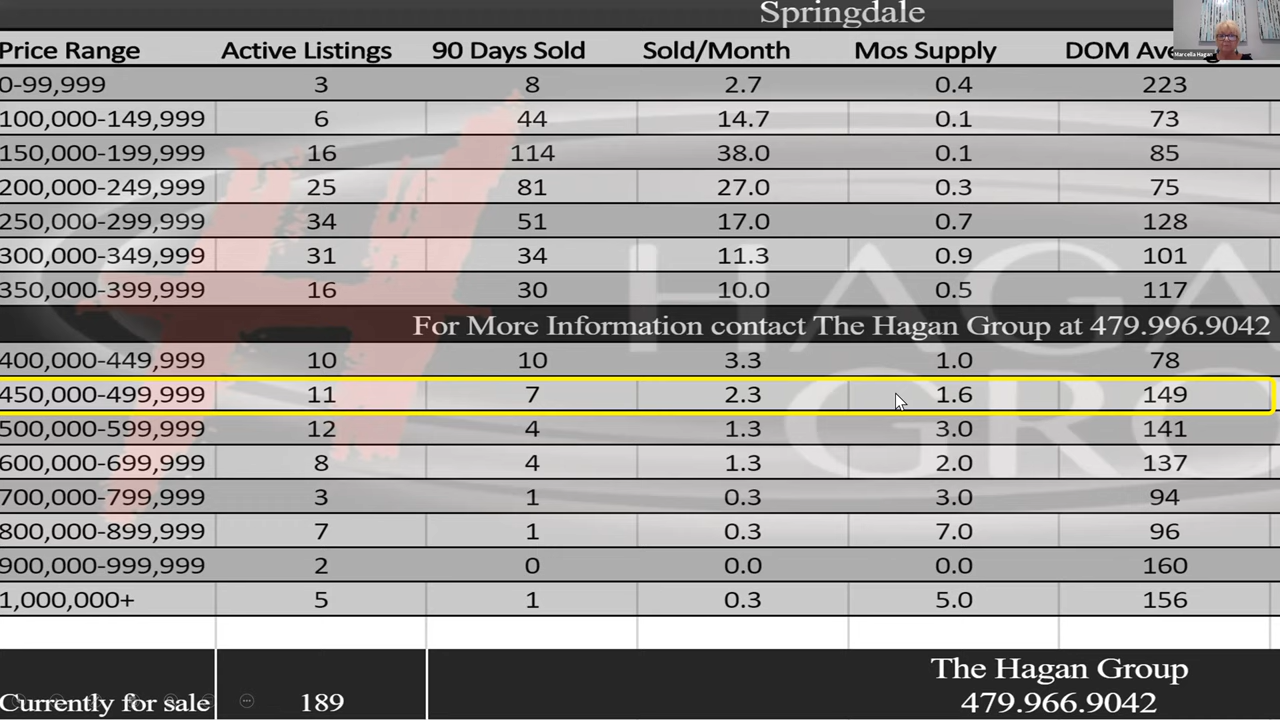 Springdale
Marcella Hagan
Price Range Active Listings 90 Days Sold Sold/Month Mos Supply DOM Ave
0-99,999 3 8 2.7 0.4 223
100,000-149,999 6 44 14.7 0.1 73
150,000-199,999 16 114 38.0 0.1 85
200,000-249,999 25 81 27.0 0.3 75
250,000-299,999 34 51 17.0 0.7 128
300,000-349,999 31 34 11.3 0.9 101
350,000-399,999 16 30 10.0 0.5 117
For More Information contact The Hagan Group at 479.996.9042
400,000-449,999 10 10 3.3 1.0 78
450,000-499,999 11 7 2.3 1.6 149
500,000-599,999 12 4 1.3 3.0 141
600,000-699,999 8 4 1.3 2.0 137
700,000-799,999 3 1 0.3 3.0 94
800,000-899,999 7 1 0.3 7.0 96
900,000-999,999 2 0 0.0 0.0 160
1,000,000+ 5 1 0.3 5.0 156
HAGA
GRO
The Hagan Group
Currently for sale 189 479.966.9042